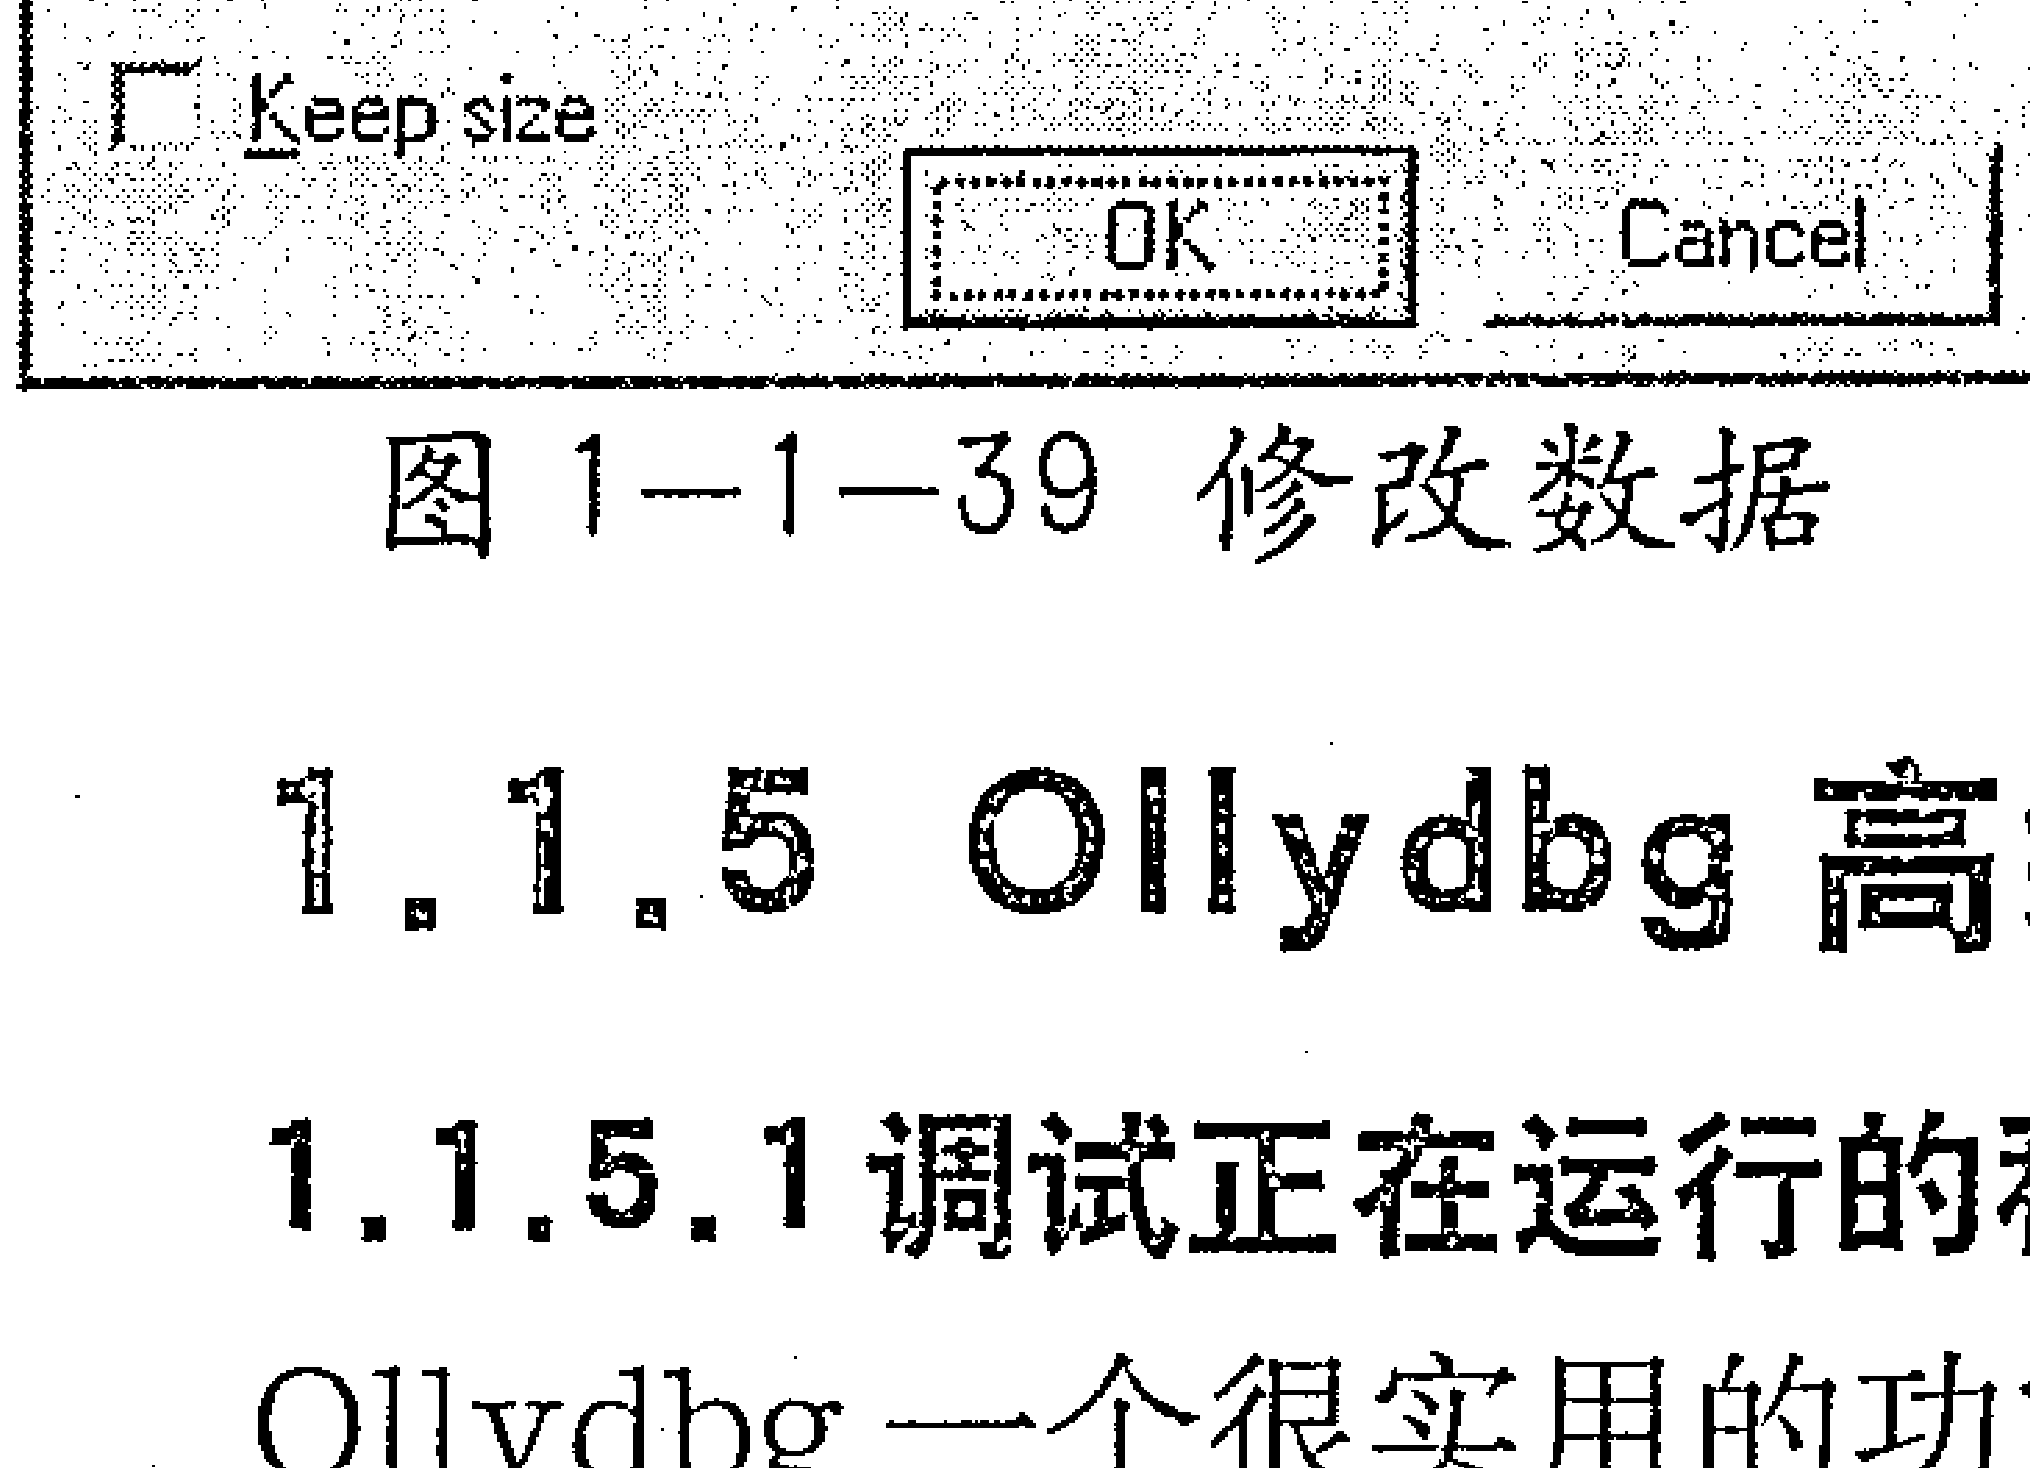 Keep size
OK Cancel
图 1—1—39 修改数据
1.1.5 Ollydbg 高
1.1.5.1 调试正在运行的
Ollydbg 一个很实用的功